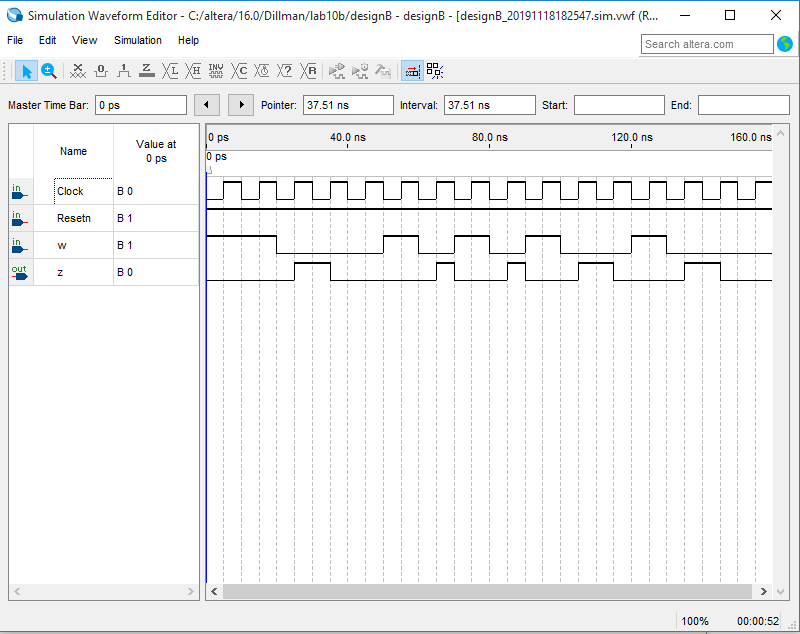 Simulation Waveform Editor - C:/altera/16.0/Dillman/lab10b/designB - designB - [designB_20191118182547.sim.vwf (R...
File Edit View Simulation Help
Search altera.com
Master Time Bar: 0 ps Pointer: 37.51 ns Interval: 37.51 ns Start: End:
Name Value at 0 ps
0 ps 40.0 ns 80.0 ns 120.0 ns 160.0 ns
0 ps
in Clock B 0
in Resetn B 1
in w B 1
out z B 0
100% 00:00:52